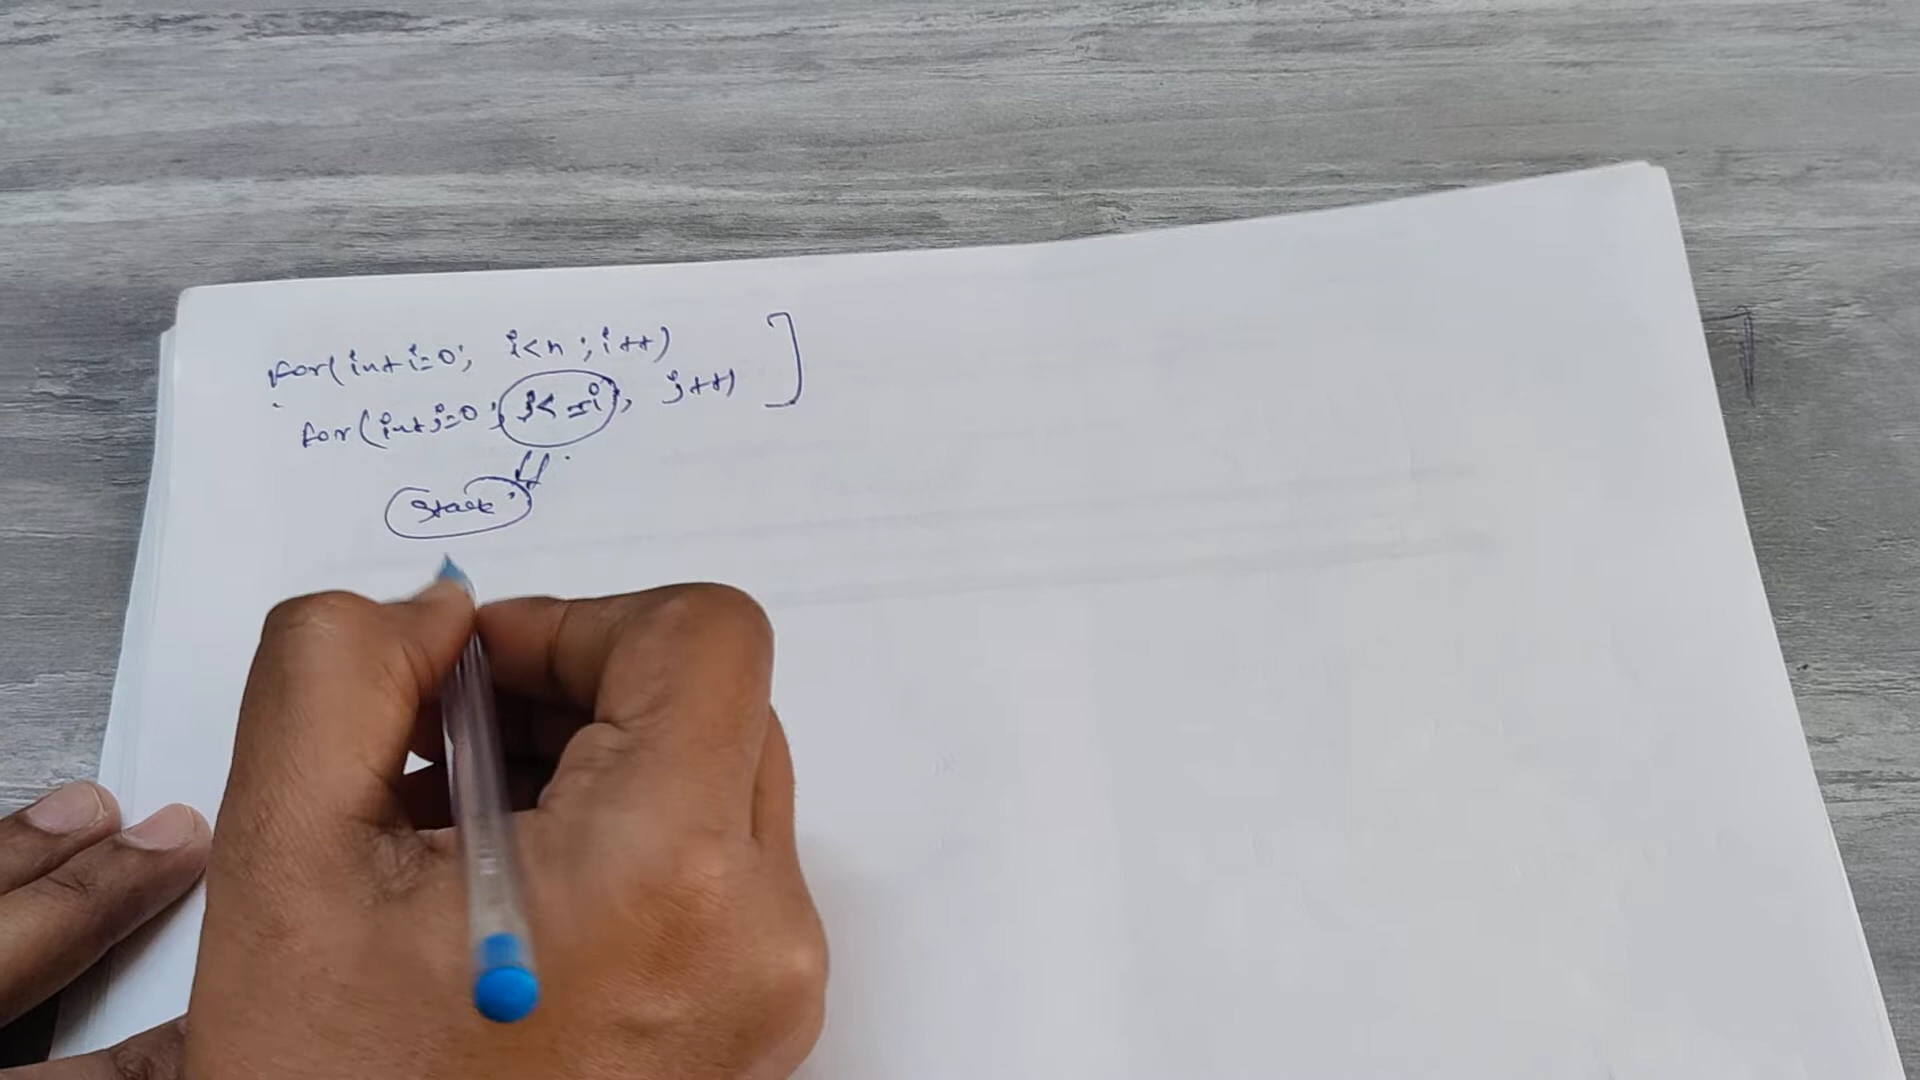 for(int i=0; i<n; i++)
for(int j=0; j<=i; j++)
Stack